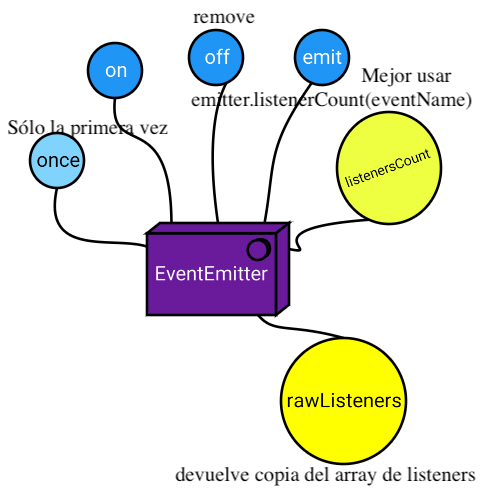 remove
on
off
emit
Mejor usar
emitter.listenerCount(eventName)
Sólo la primera vez
once
listenersCount
EventEmitter
rawListeners
devuelve copia del array de listeners